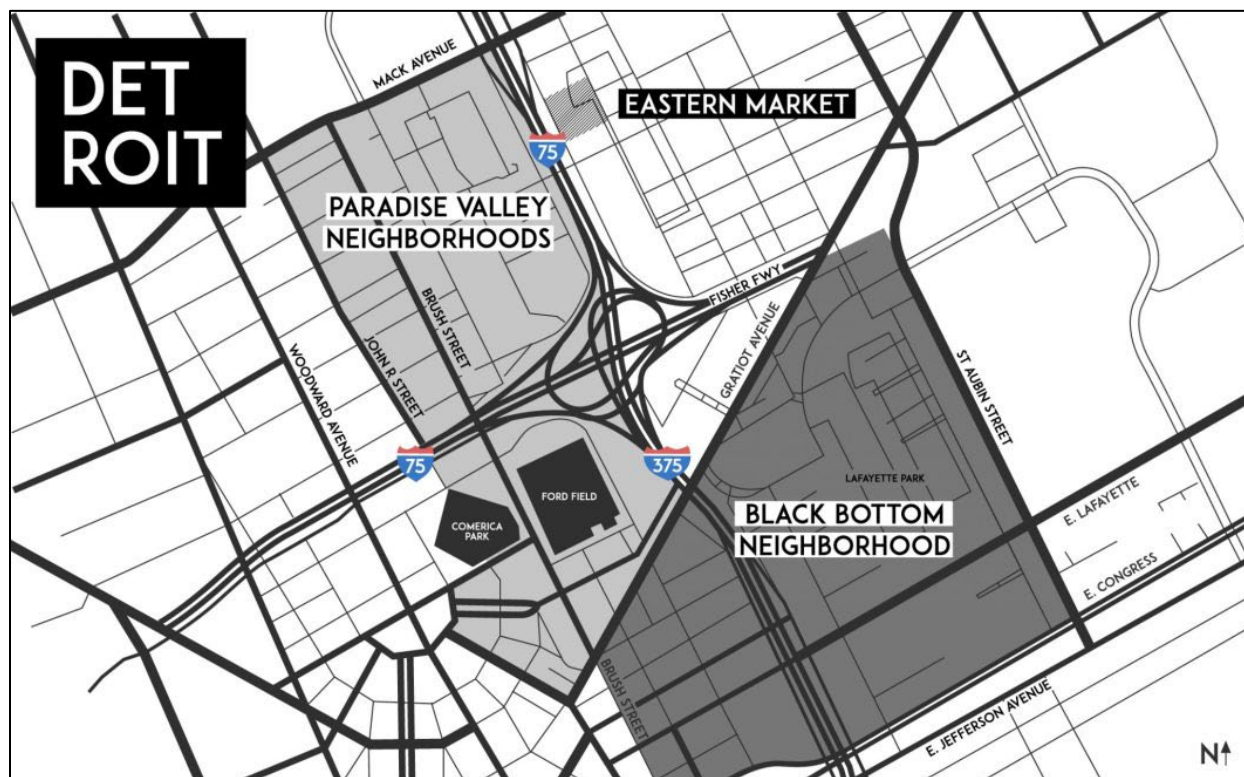 DET
ROIT
MACK AVENUE
EASTERN MARKET
75
PARADISE VALLEY
NEIGHBORHOODS
BRUSH STREET
FISHER FWY
JOHN R. STREET
WOODWARD AVENUE
GRATIOT AVENUE
ST AUBIN STREET
75
375
LAFAYETTE PARK
FORD FIELD
COMERICA
PARK
BLACK BOTTOM
NEIGHBORHOOD
E. LAFAYETTE
E. CONGRESS
BRUSH STREET
E. JEFFERSON AVENUE
N